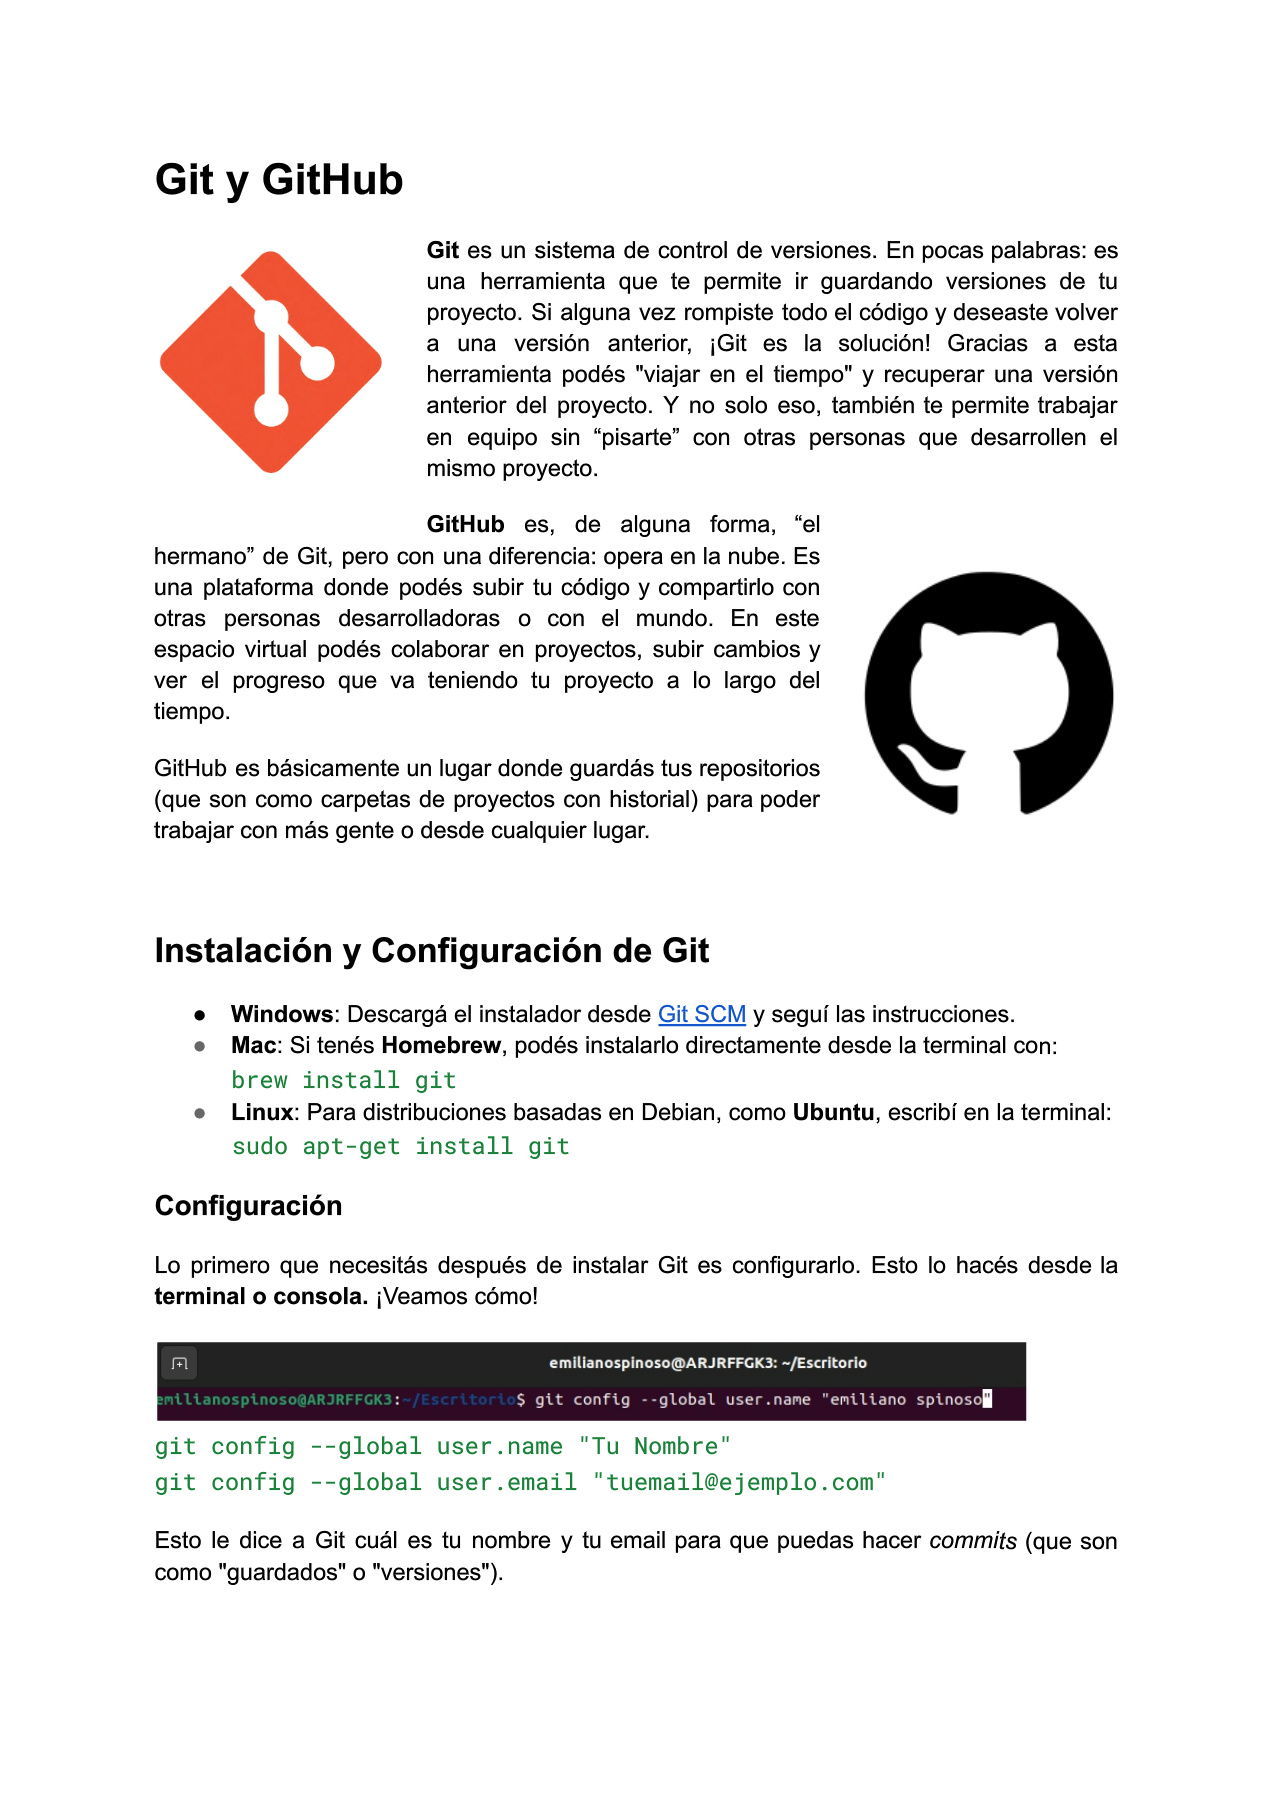 Git y GitHub
Git es un sistema de control de versiones. En pocas palabras: es
una herramienta que te permite ir guardando versiones de tu
proyecto. Si alguna vez rompiste todo el código y deseaste volver
a una versión anterior, ¡Git es la solución! Gracias a esta
herramienta podés "viajar en el tiempo" y recuperar una versión
anterior del proyecto. Y no solo eso, también te permite trabajar
en equipo sin “pisarte” con otras personas que desarrollen el
mismo proyecto.
GitHub es, de alguna forma, “el
hermano” de Git, pero con una diferencia: opera en la nube. Es
una plataforma donde podés subir tu código y compartirlo con
otras personas desarrolladoras o con el mundo. En este
espacio virtual podés colaborar en proyectos, subir cambios y
ver el progreso que va teniendo tu proyecto a lo largo del
tiempo.
GitHub es básicamente un lugar donde guardás tus repositorios
(que son como carpetas de proyectos con historial) para poder
trabajar con más gente o desde cualquier lugar.
Instalación y Configuración de Git
● Windows: Descargá el instalador desde Git SCM y seguí las instrucciones.
● Mac: Si tenés Homebrew, podés instalarlo directamente desde la terminal con:
brew install git
● Linux: Para distribuciones basadas en Debian, como Ubuntu, escribí en la terminal:
sudo apt-get install git
Configuración
Lo primero que necesitás después de instalar Git es configurarlo. Esto lo hacés desde la
terminal o consola. ¡Veamos cómo!
emilianospinoso@ARJRFFGK3: ~/Escritorio
emilianospinoso@ARJRFFGK3:~/Escritorio$ git config --global user.name "emiliano spinoso"
git config --global user.name "Tu Nombre"
git config --global user.email "tuemail@ejemplo.com"
Esto le dice a Git cuál es tu nombre y tu email para que puedas hacer commits (que son
como "guardados" o "versiones").